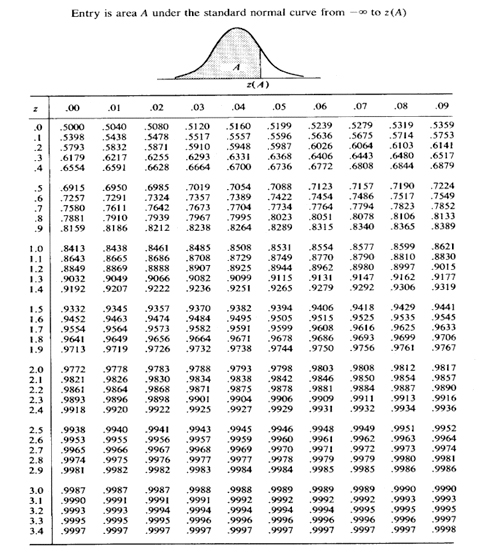 Entry is area A under the standard normal curve from −∞ to z(A)
A
z(A)
z .00 .01 .02 .03 .04 .05 .06 .07 .08 .09
.0 .5000 .5040 .5080 .5120 .5160 .5199 .5239 .5279 .5319 .5359
.1 .5398 .5438 .5478 .5517 .5557 .5596 .5636 .5675 .5714 .5753
.2 .5793 .5832 .5871 .5910 .5948 .5987 .6026 .6064 .6103 .6141
.3 .6179 .6217 .6255 .6293 .6331 .6368 .6406 .6443 .6480 .6517
.4 .6554 .6591 .6628 .6664 .6700 .6736 .6772 .6808 .6844 .6879
.5 .6915 .6950 .6985 .7019 .7054 .7088 .7123 .7157 .7190 .7224
.6 .7257 .7291 .7324 .7357 .7389 .7422 .7454 .7486 .7517 .7549
.7 .7580 .7611 .7642 .7673 .7704 .7734 .7764 .7794 .7823 .7852
.8 .7881 .7910 .7939 .7967 .7995 .8023 .8051 .8078 .8106 .8133
.9 .8159 .8186 .8212 .8238 .8264 .8289 .8315 .8340 .8365 .8389
1.0 .8413 .8438 .8461 .8485 .8508 .8531 .8554 .8577 .8599 .8621
1.1 .8643 .8665 .8686 .8708 .8729 .8749 .8770 .8790 .8810 .8830
1.2 .8849 .8869 .8888 .8907 .8925 .8944 .8962 .8980 .8997 .9015
1.3 .9032 .9049 .9066 .9082 .9099 .9115 .9131 .9147 .9162 .9177
1.4 .9192 .9207 .9222 .9236 .9251 .9265 .9279 .9292 .9306 .9319
1.5 .9332 .9345 .9357 .9370 .9382 .9394 .9406 .9418 .9429 .9441
1.6 .9452 .9463 .9474 .9484 .9495 .9505 .9515 .9525 .9535 .9545
1.7 .9554 .9564 .9573 .9582 .9591 .9599 .9608 .9616 .9625 .9633
1.8 .9641 .9649 .9656 .9664 .9671 .9678 .9686 .9693 .9699 .9706
1.9 .9713 .9719 .9726 .9732 .9738 .9744 .9750 .9756 .9761 .9767
2.0 .9772 .9778 .9783 .9788 .9793 .9798 .9803 .9808 .9812 .9817
2.1 .9821 .9826 .9830 .9834 .9838 .9842 .9846 .9850 .9854 .9857
2.2 .9861 .9864 .9868 .9871 .9875 .9878 .9881 .9884 .9887 .9890
2.3 .9893 .9896 .9898 .9901 .9904 .9906 .9909 .9911 .9913 .9916
2.4 .9918 .9920 .9922 .9925 .9927 .9929 .9931 .9932 .9934 .9936
2.5 .9938 .9940 .9941 .9943 .9945 .9946 .9948 .9949 .9951 .9952
2.6 .9953 .9955 .9956 .9957 .9959 .9960 .9961 .9962 .9963 .9964
2.7 .9965 .9966 .9967 .9968 .9969 .9970 .9971 .9972 .9973 .9974
2.8 .9974 .9975 .9976 .9977 .9977 .9978 .9979 .9979 .9980 .9981
2.9 .9981 .9982 .9982 .9983 .9984 .9984 .9985 .9985 .9986 .9986
3.0 .9987 .9987 .9987 .9988 .9988 .9989 .9989 .9989 .9990 .9990
3.1 .9990 .9991 .9991 .9991 .9992 .9992 .9992 .9992 .9993 .9993
3.2 .9993 .9993 .9994 .9994 .9994 .9994 .9994 .9995 .9995 .9995
3.3 .9995 .9995 .9995 .9996 .9996 .9996 .9996 .9996 .9996 .9997
3.4 .9997 .9997 .9997 .9997 .9997 .9997 .9997 .9997 .9997 .9998